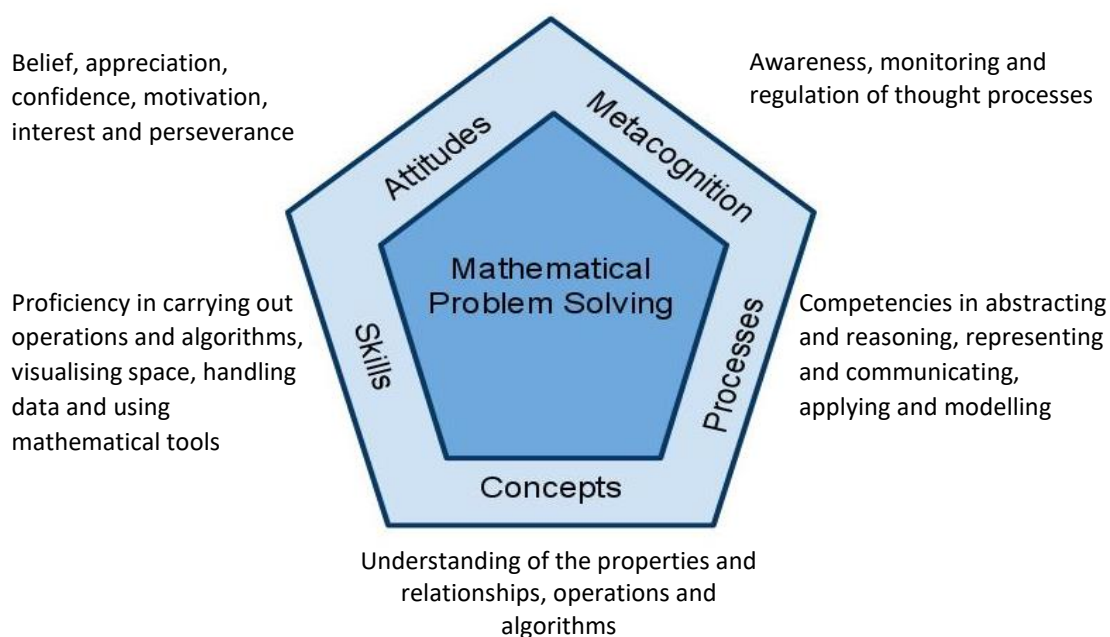 Belief, appreciation,
confidence, motivation,
interest and perseverance
Attitudes
Metacognition
Awareness, monitoring and
regulation of thought processes
Mathematical
Problem Solving
Proficiency in carrying out
operations and algorithms,
visualising space, handling
data and using
mathematical tools
Skills
Processes
Competencies in abstracting
and reasoning, representing
and communicating,
applying and modelling
Concepts
Understanding of the properties and
relationships, operations and
algorithms